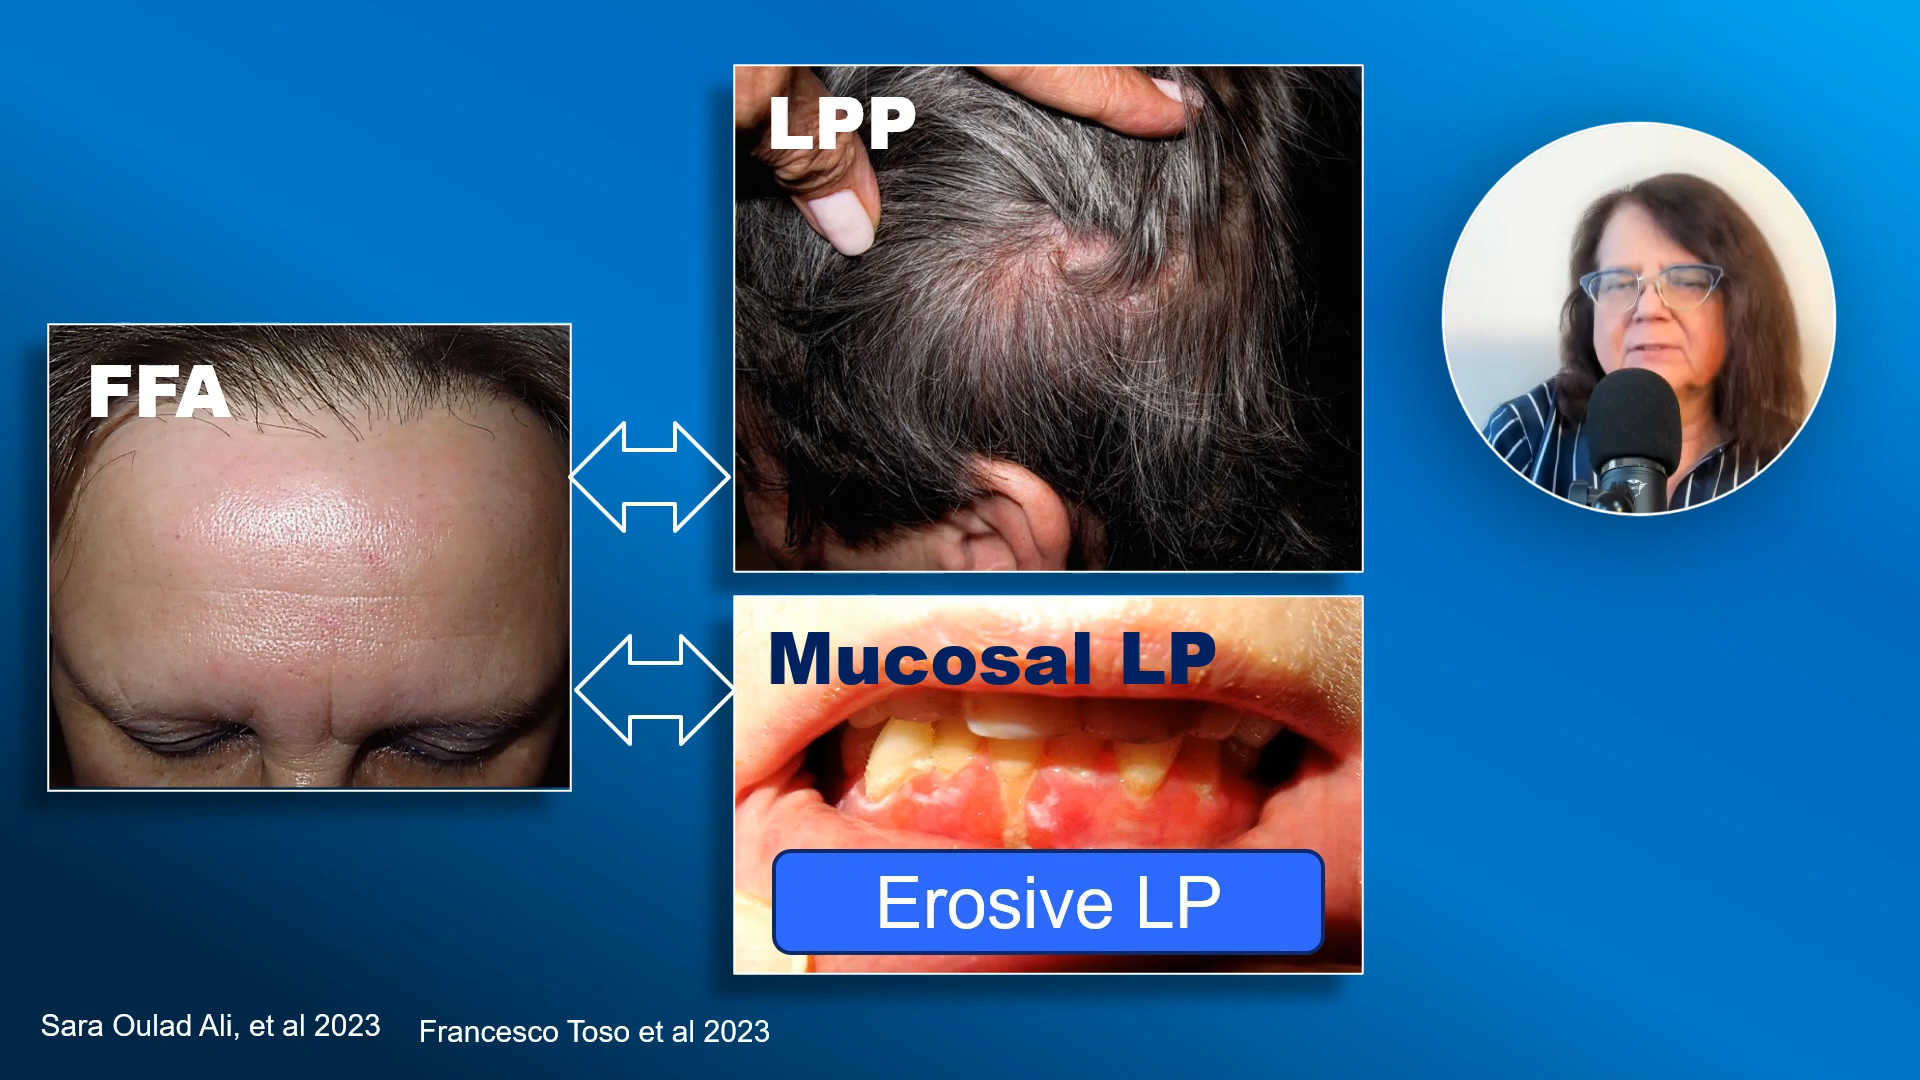 LPP
FFA
Mucosal LP
Erosive LP
Sara Oulad Ali, et al 2023
Francesco Toso et al 2023